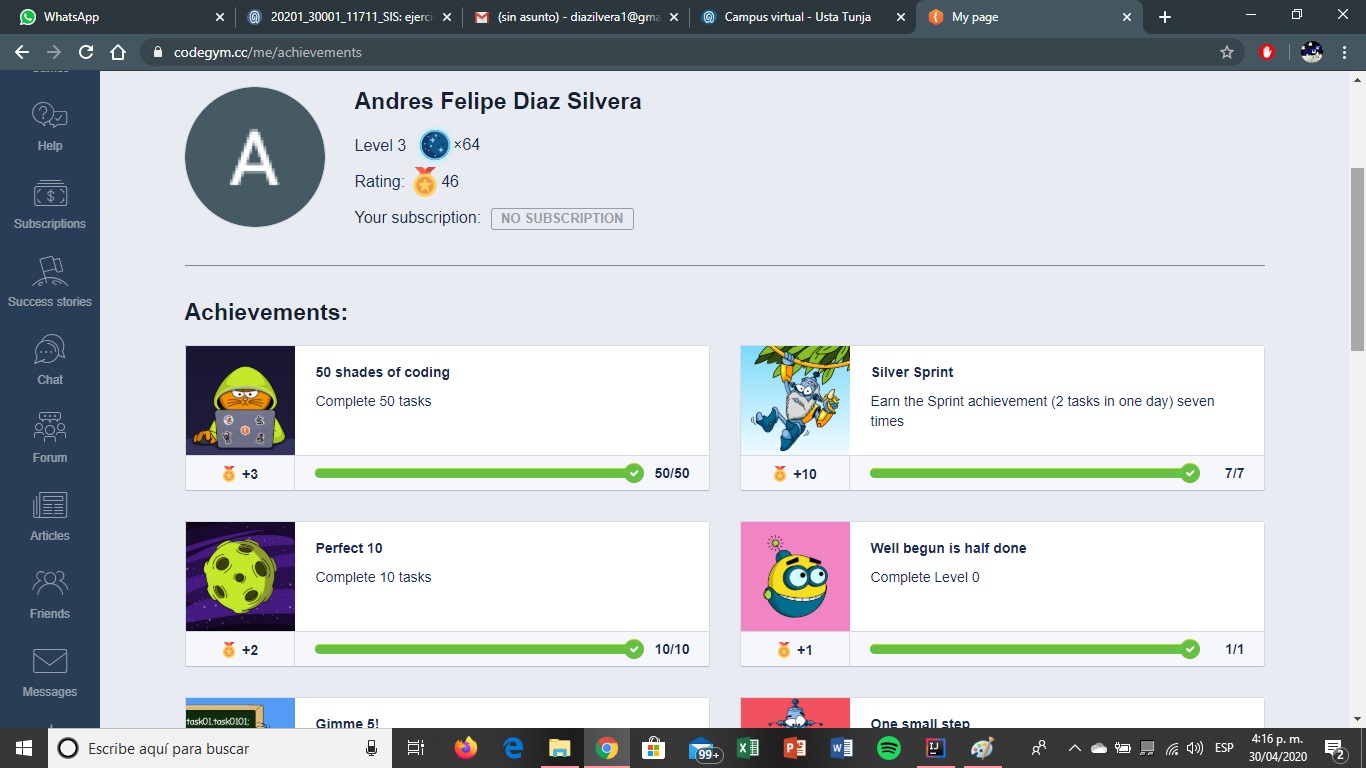 WhatsApp
20201_30001_11711_SIS: ejerci
(sin asunto) - diazilvera1@gma
Campus virtual - Usta Tunja
My page
codegym.cc/me/achievements
Help
Subscriptions
Success stories
Chat
Forum
Articles
Friends
Messages
A
Andres Felipe Diaz Silvera
Level 3 ×64
Rating: 46
Your subscription: NO SUBSCRIPTION
Achievements:
50 shades of coding
Complete 50 tasks
+3 50/50
Silver Sprint
Earn the Sprint achievement (2 tasks in one day) seven
times
+10 7/7
Perfect 10
Complete 10 tasks
+2 10/10
Well begun is half done
Complete Level 0
+1 1/1
task01,task0101;
Gimme 5!
One small step
Escribe aquí para buscar
99+
ESP
4:16 p. m.
30/04/2020
2